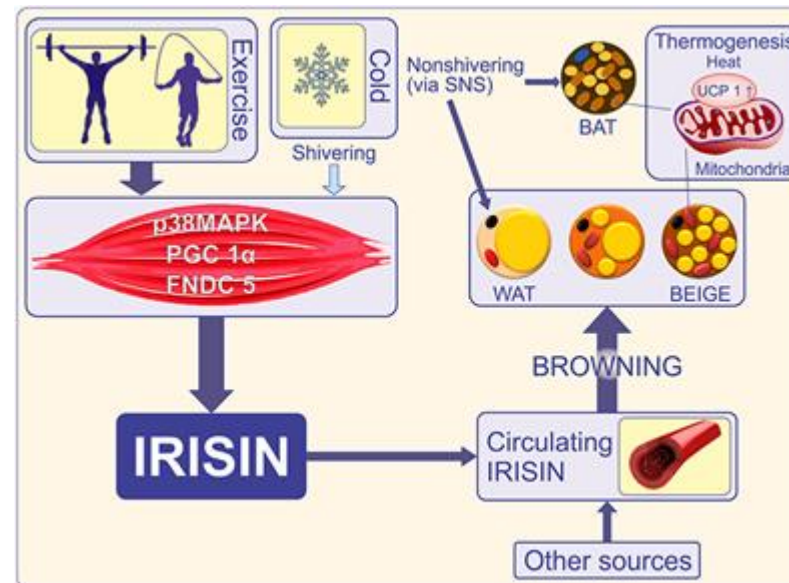 Exercise
Cold
Shivering
p38MAPK
PGC 1α
FNDC 5
IRISIN
Nonshivering
(via SNS)
BAT
Thermogenesis
Heat
UCP 1 ↑
Mitochondria
WAT
BEIGE
BROWNING
Circulating
IRISIN
Other sources